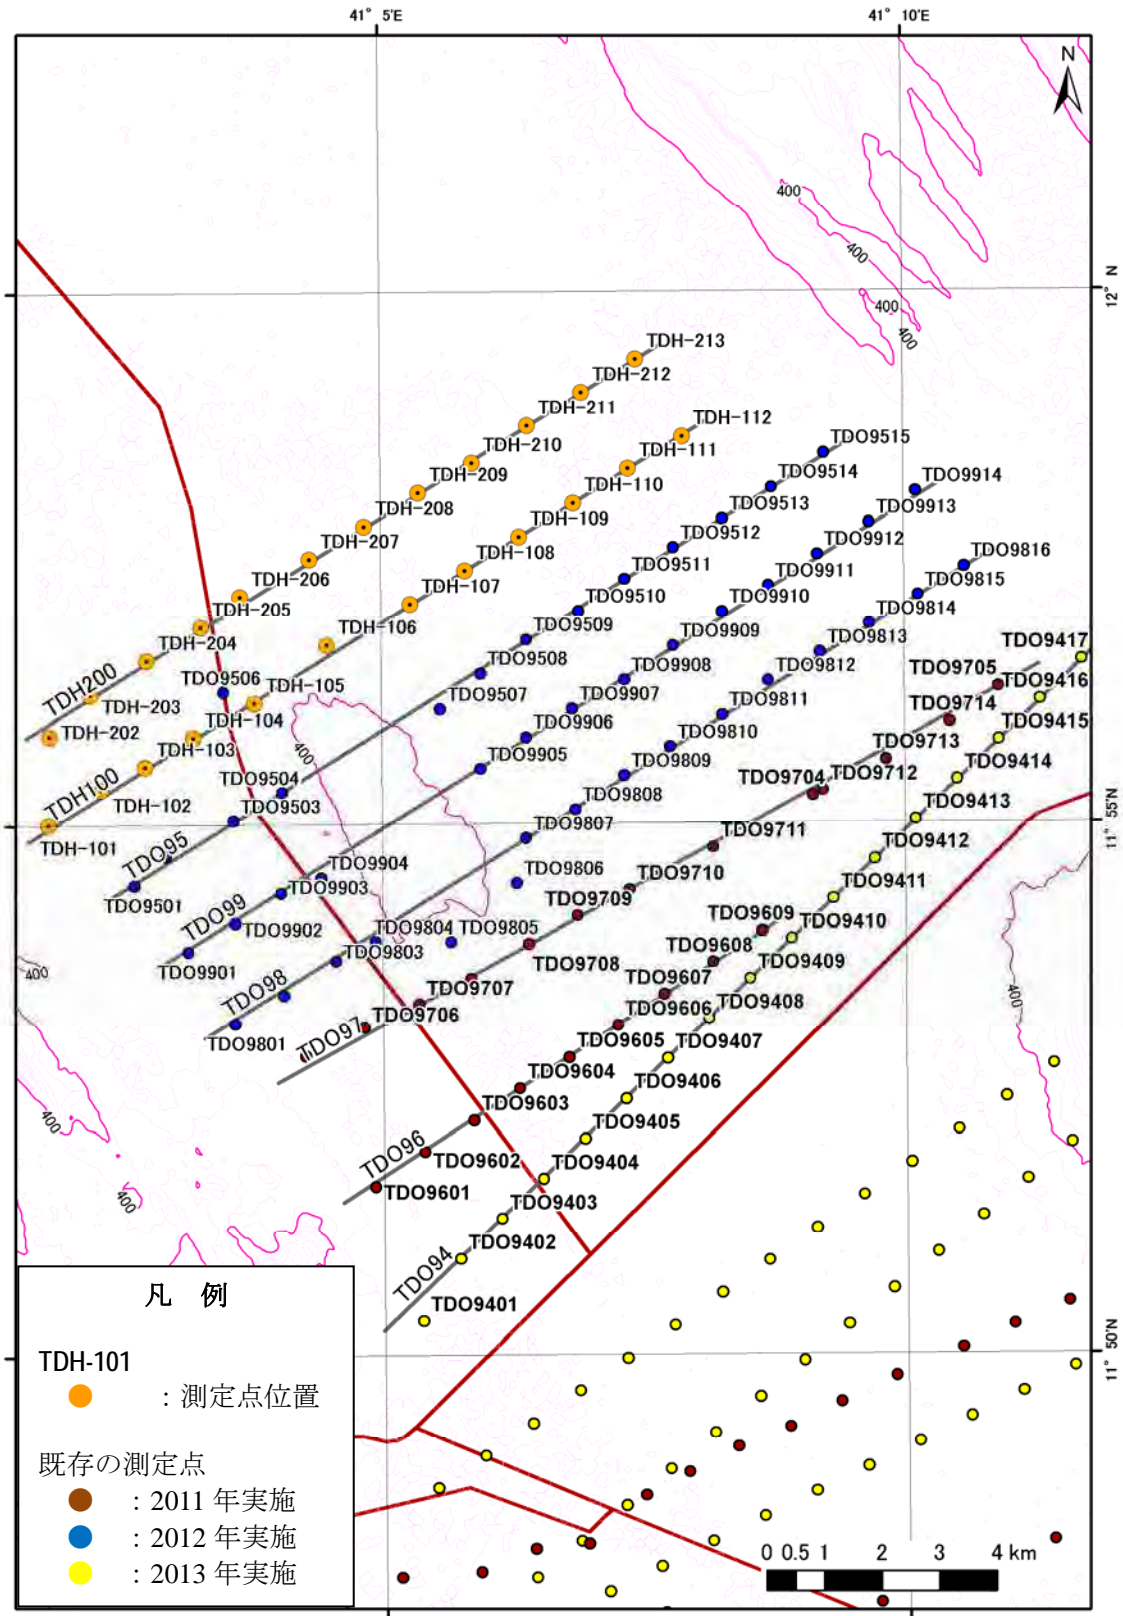 41° 5'E
41° 10'E
N
400
400
400
400
12° N
TDH-213
TDH-212
TDH-211
TDH-112
TDH-210
TDH-111
TDO9515
TDH-209
TDH-110
TDO9514
TDO9914
TDH-208
TDH-109
TDO9513
TDO9913
TDH-207
TDH-108
TDO9512
TDO9912
TDO9816
TDH-206
TDH-107
TDO9511
TDO9911
TDO9815
TDH-205
TDO9510
TDO9910
TDO9814
TDH-106
TDO9509
TDO9909
TDO9813
TDO9417
TDH-204
TDO9508
TDO9908
TDO9812
TDO9705
TDH200
TDO9506
TDH-105
TDO9507
TDO9907
TDO9811
TDO9416
TDH-203
TDH-104
TDO9906
TDO9714
TDH-202
TDH-103
400
TDO9905
TDO9810
TDO9415
TDO9713
TDH100
TDO9504
TDO9809
TDO9704
TDO9712
TDO9414
TDH-102
TDO9503
TDO9808
TDO9413
11° 55'N
TDH-101
TDO95
TDO9807
TDO9711
TDO9412
TDO9904
TDO9806
TDO9710
TDO9411
TDO9501
TDO99
TDO9903
TDO9709
TDO9609
TDO9410
TDO9902
TDO9804
TDO9805
TDO9608
TDO9901
TDO9803
TDO9708
TDO9409
400
TDO98
TDO9707
TDO9607
TDO9408
400
TDO9801
TDO97
TDO9706
TDO9606
TDO9605
TDO9407
TDO9604
TDO9406
400
TDO9603
TDO9405
TDO96
TDO9602
TDO9404
TDO9601
400
TDO9403
TDO9402
TDO94
TDO9401
11° 50'N
凡 例
TDH-101
：測定点位置
既存の測定点
：2011 年実施
：2012 年実施
：2013 年実施
0 0.5 1 2 3 4 km